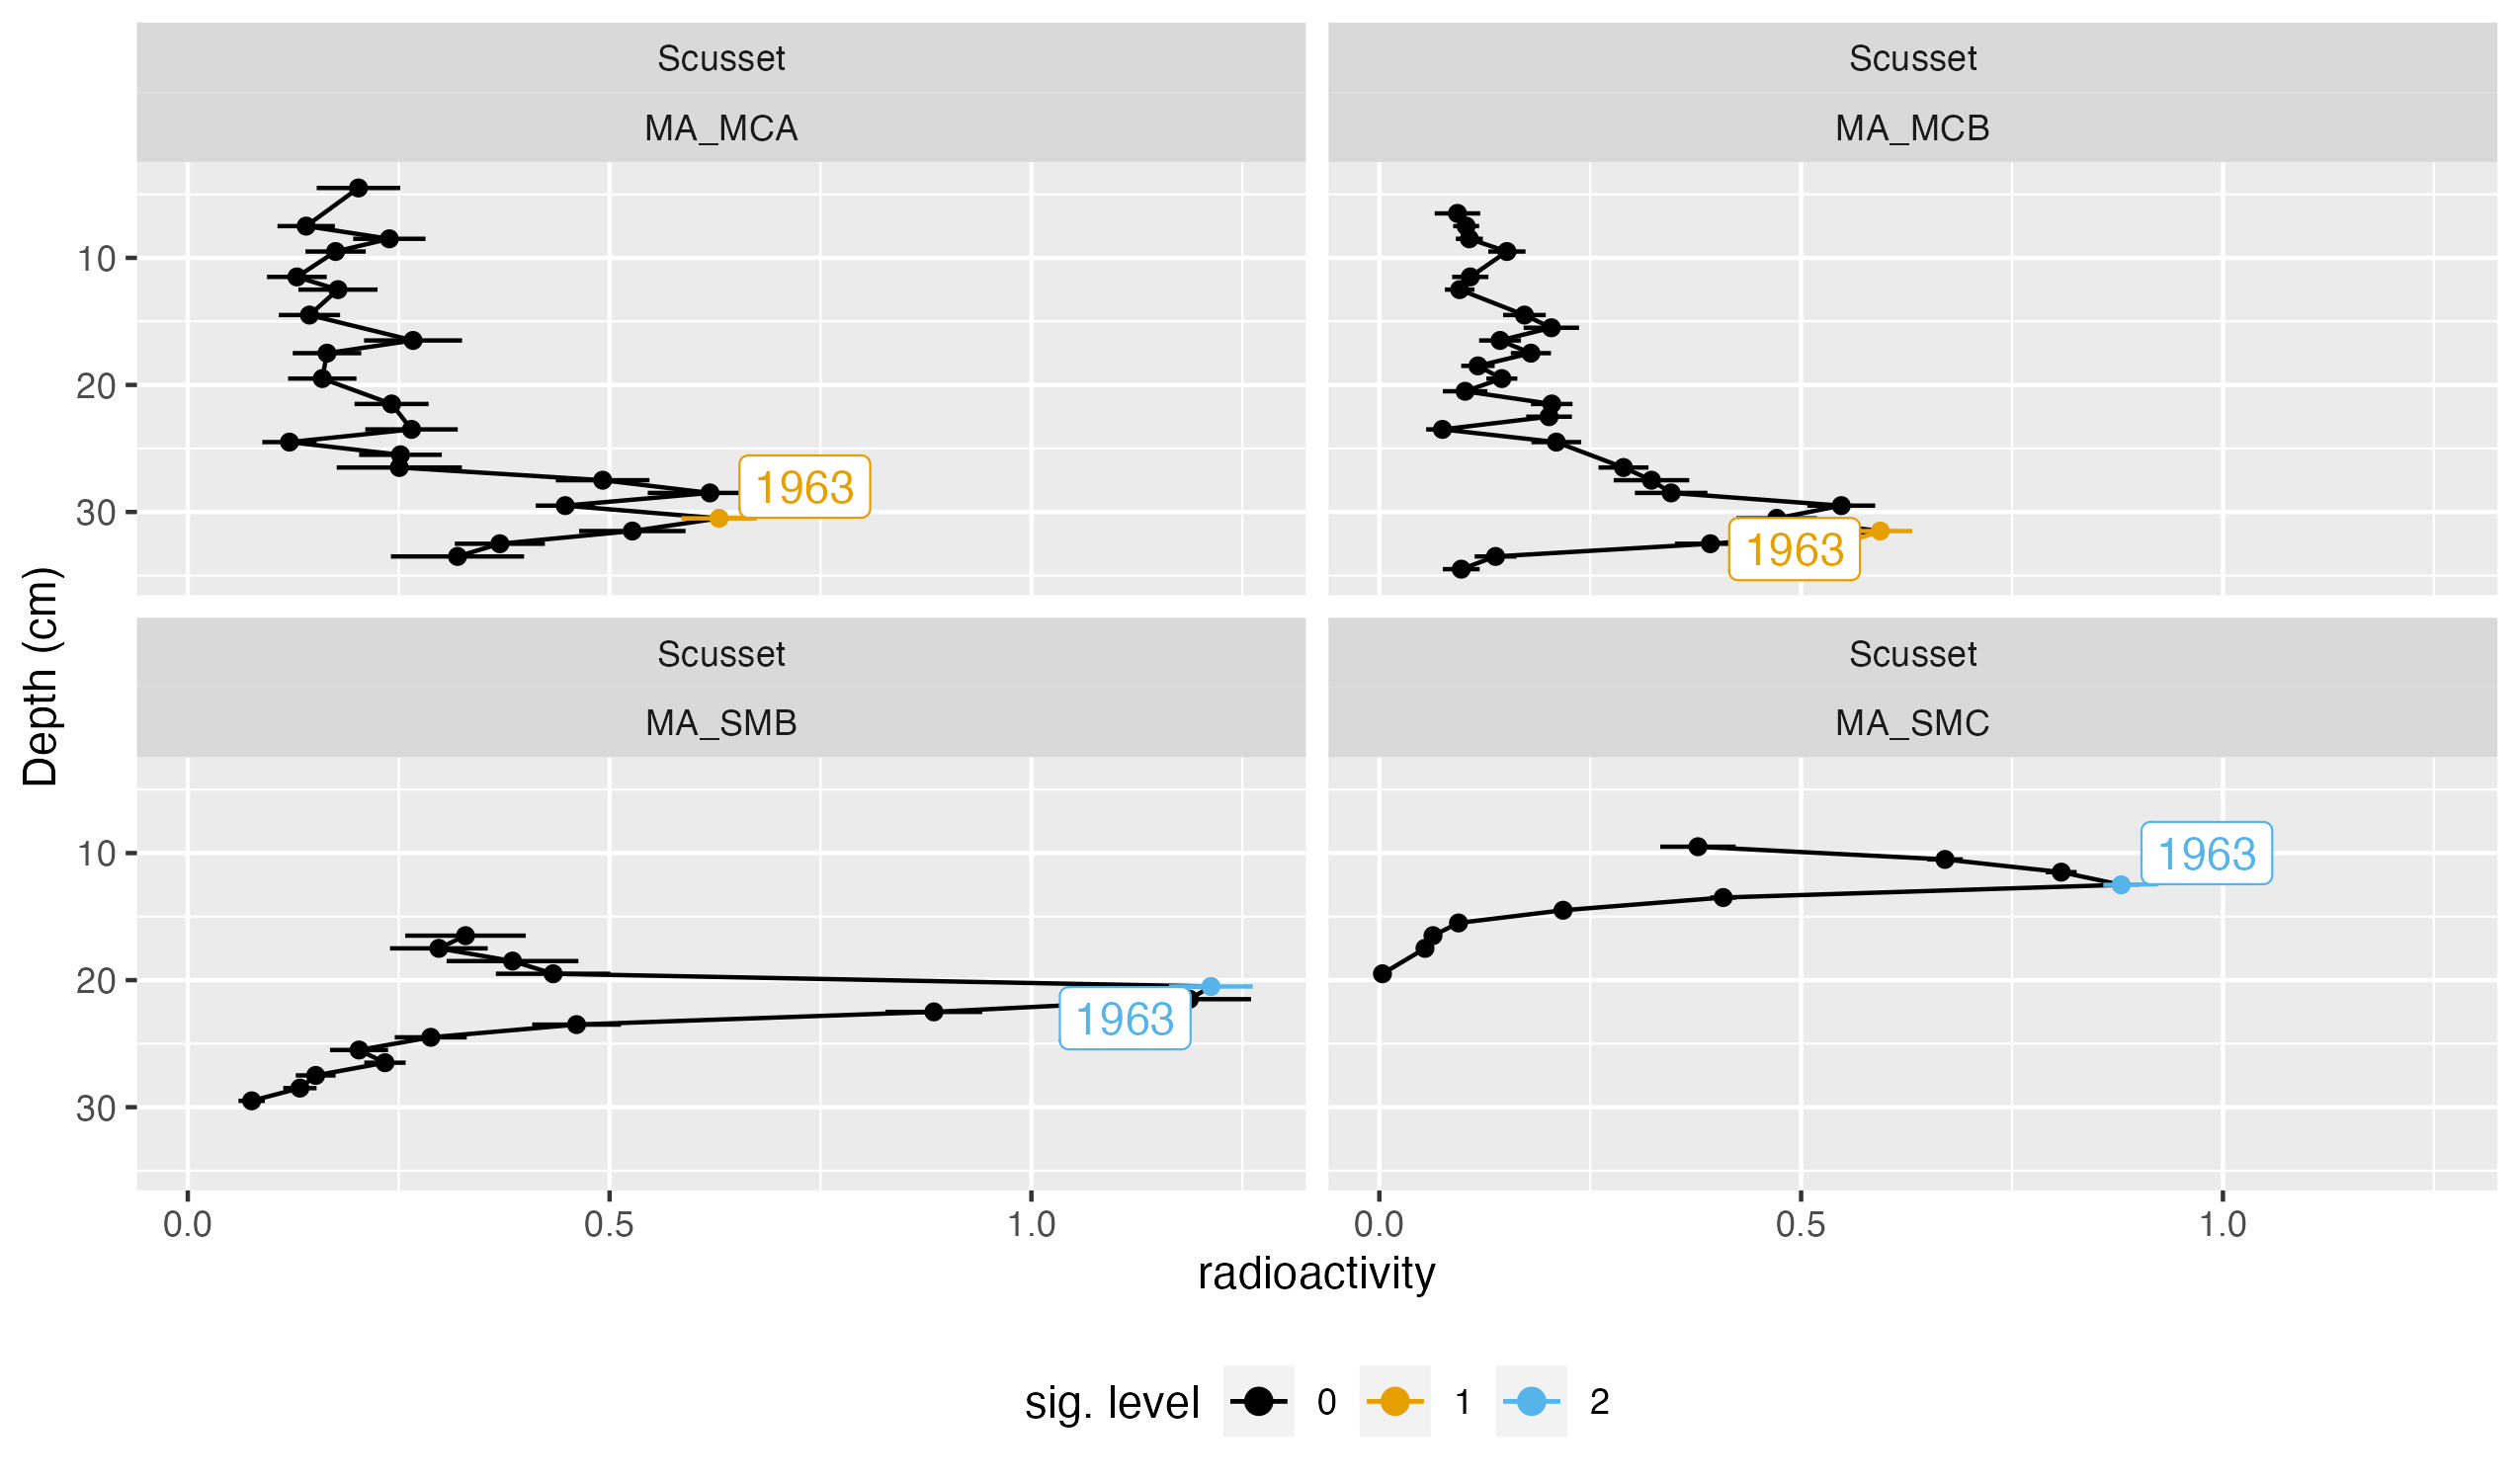 Scusset
MA_MCA
Scusset
MA_MCB
10
20
30
1963
1963
Scusset
MA_SMB
Scusset
MA_SMC
10
20
30
1963
1963
Depth (cm)
0.0 0.5 1.0
0.0 0.5 1.0
radioactivity
sig. level 0 1 2